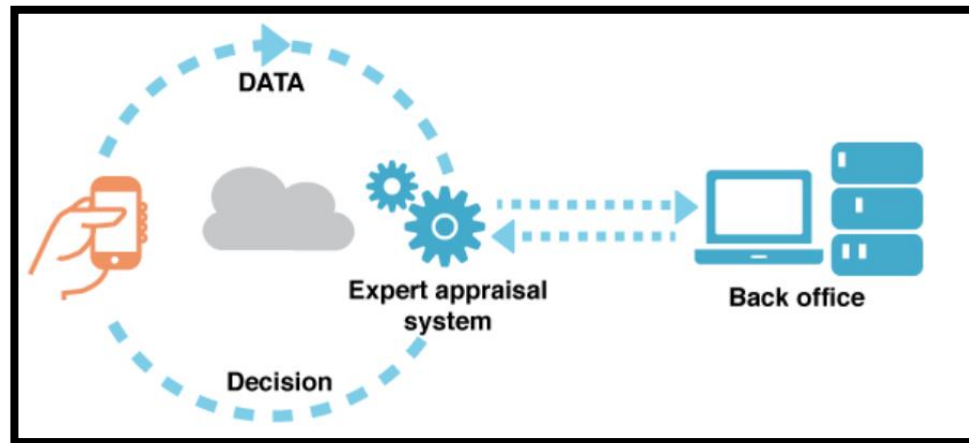 DATA
Expert appraisal
system
Back office
Decision